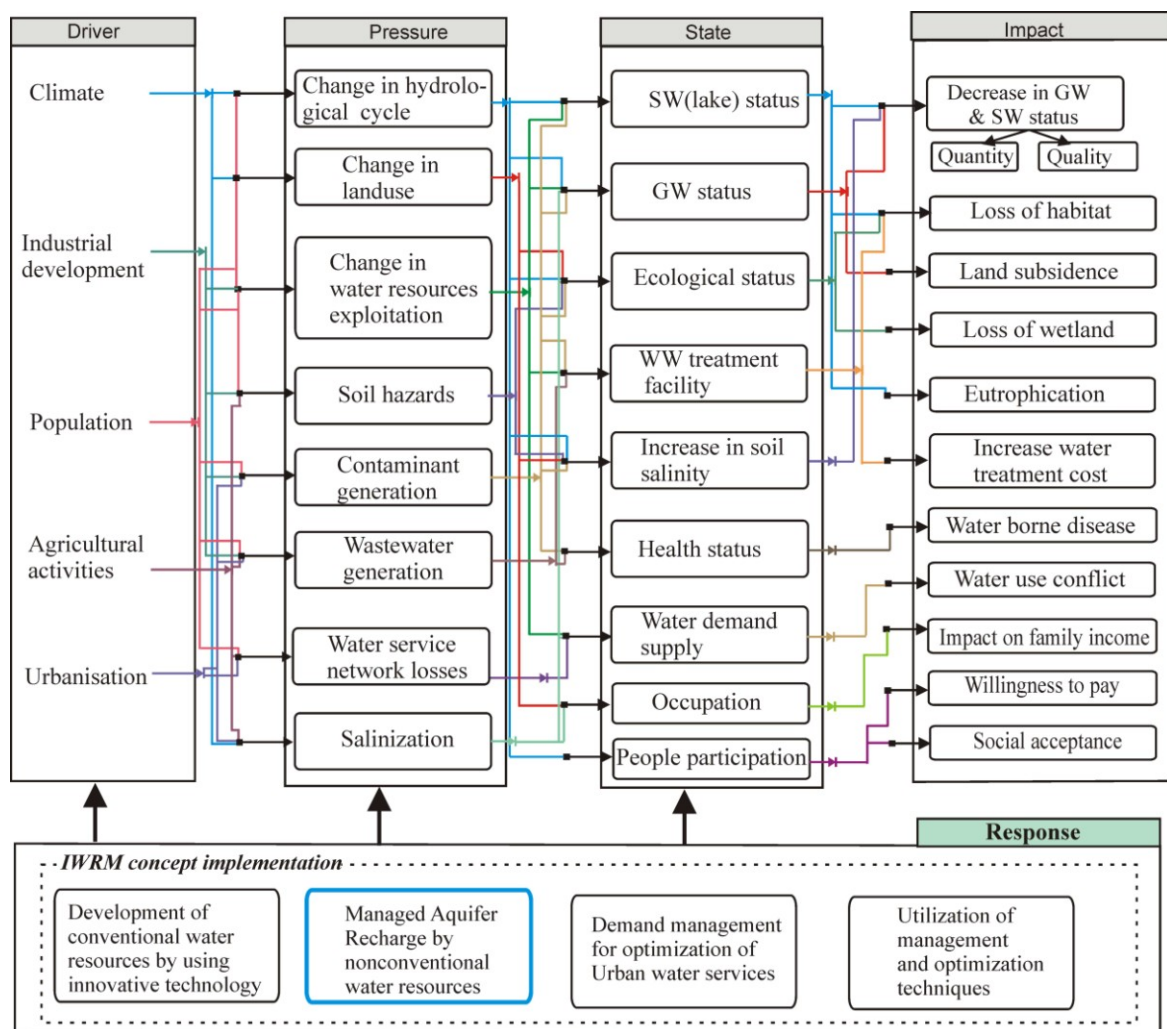 Driver
Climate
Industrial
development
Population
Agricultural
activities
Urbanisation
Pressure
Change in hydrolo-
gical cycle
Change in
landuse
Change in
water resources
exploitation
Soil hazards
Contaminant
generation
Wastewater
generation
Water service
network losses
Salinization
State
SW(lake) status
GW status
Ecological status
WW treatment
facility
Increase in soil
salinity
Health status
Water demand
supply
Occupation
People participation
Impact
Decrease in GW
& SW status
Quantity
Quality
Loss of habitat
Land subsidence
Loss of wetland
Eutrophication
Increase water
treatment cost
Water borne disease
Water use conflict
Impact on family income
Willingness to pay
Social acceptance
Response
IWRM concept implementation
Development of
conventional water
resources by using
innovative technology
Managed Aquifer
Recharge by
nonconventional
water resources
Demand management
for optimization of
Urban water services
Utilization of
management
and optimization
techniques